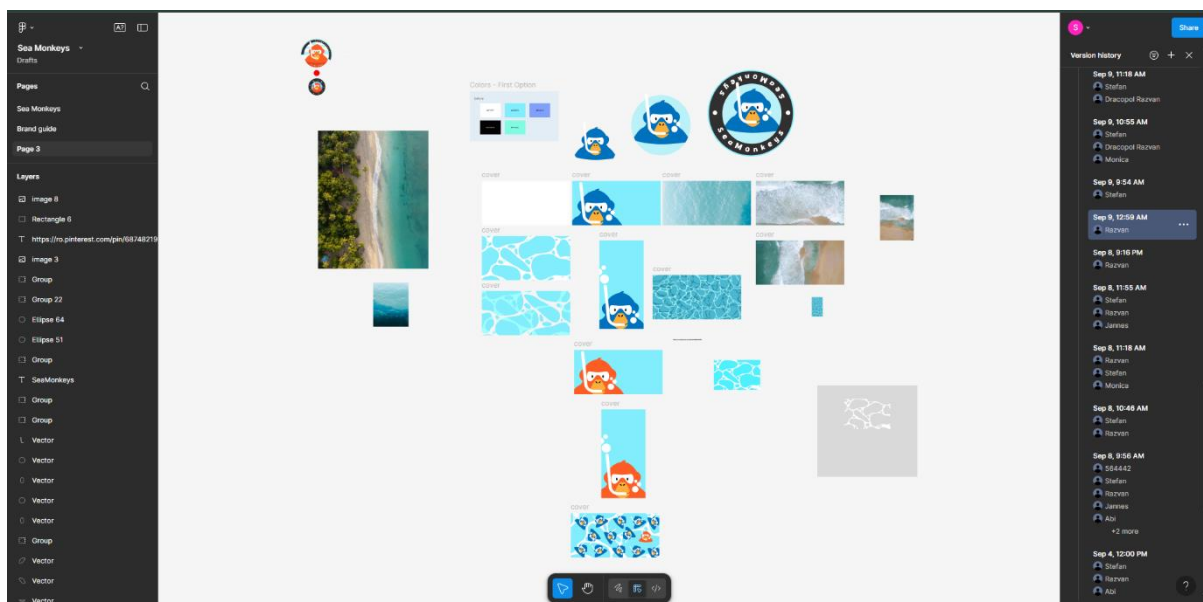 Sea Monkeys
Drafts
Pages
Sea Monkeys
Brand guide
Page 3
Layers
image 8
Rectangle 6
https://ro.pinterest.com/pin/68748219
image 3
Group
Group 22
Ellipse 64
Ellipse 51
Group
SeaMonkeys
Group
Group
Vector
Vector
Vector
Vector
Vector
Group
Vector
Vector
Vector
Colors - First Option
SeaMonkeys
SeaMonkeys
cover
cover
cover
cover
cover
cover
cover
cover
cover
cover
cover
cover
S
Share
Version history
Sep 9, 11:18 AM
Stefan
Dracopol Razvan
Sep 9, 10:55 AM
Stefan
Dracopol Razvan
Monica
Sep 9, 9:54 AM
Stefan
Sep 9, 12:59 AM
Razvan
Sep 8, 9:16 PM
Razvan
Sep 8, 11:55 AM
Stefan
Razvan
Jannes
Sep 8, 11:18 AM
Razvan
Stefan
Monica
Sep 8, 10:46 AM
Stefan
Razvan
Sep 8, 9:56 AM
564442
Stefan
Razvan
Jannes
Abi
+2 more
Sep 4, 12:00 PM
Stefan
Razvan
Abi
?